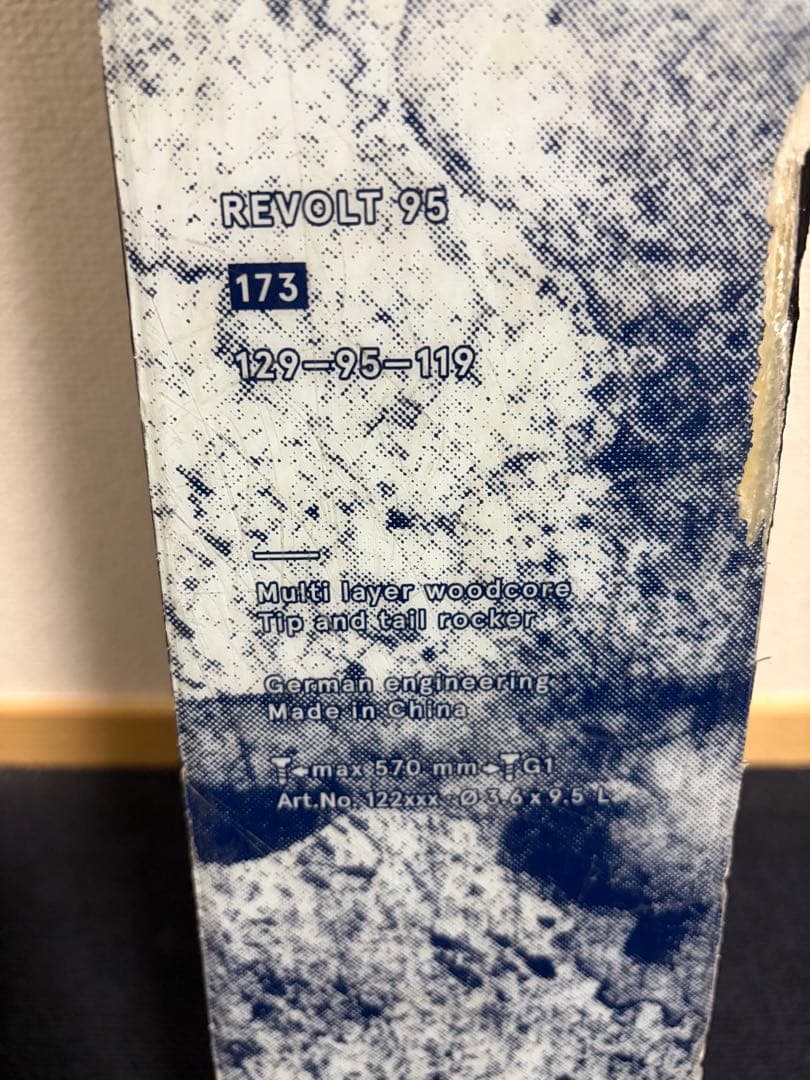 REVOLT 95
173
129–95–119
Multi layer woodcore
Tip and tail rocker
German engineering
Made in China
max 570 mm G1
Art.No. 122xxx Ø 3.6 x 9.5 L